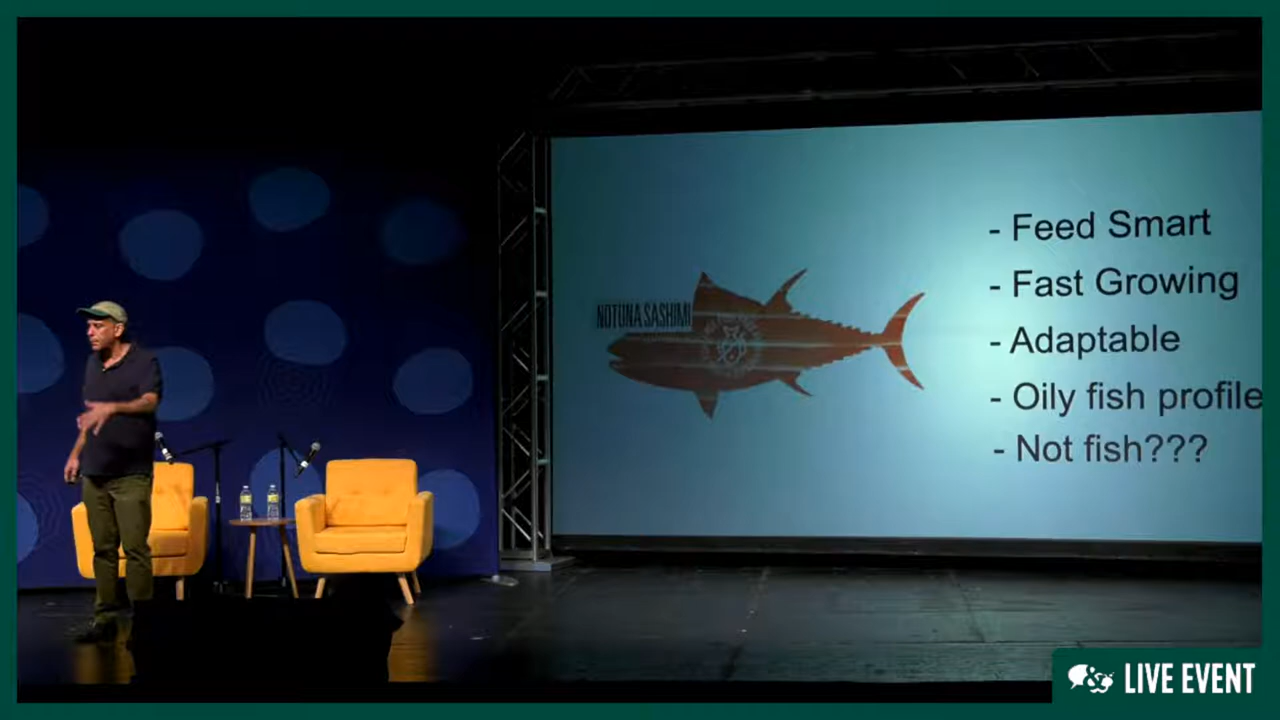 NOTUNA SASHIMI
- Feed Smart
- Fast Growing
- Adaptable
- Oily fish profile
- Not fish???
& LIVE EVENT